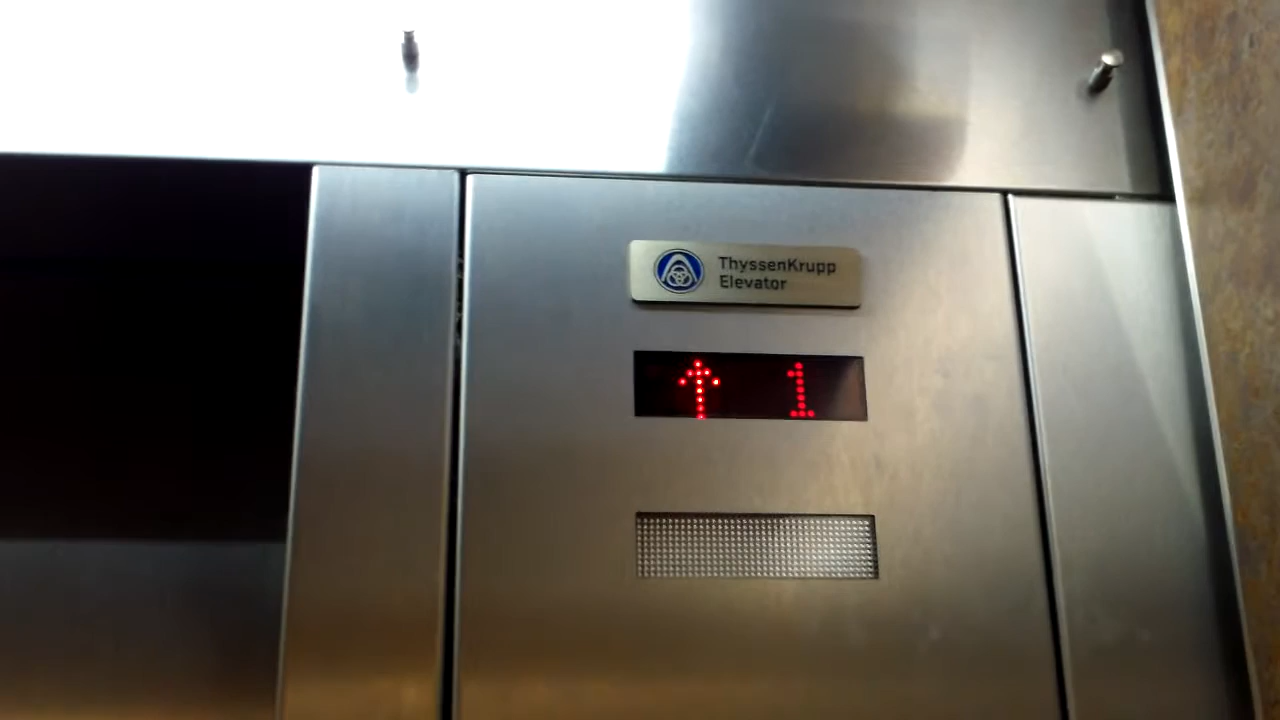 ThyssenKrupp
Elevator
↑ 1